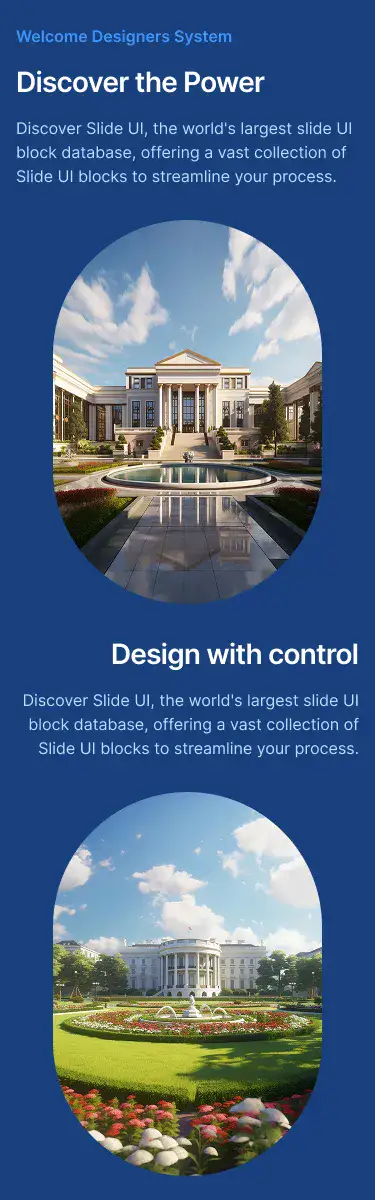 Welcome Designers System
Discover the Power
Discover Slide UI, the world's largest slide UI
block database, offering a vast collection of
Slide UI blocks to streamline your process.
Design with control
Discover Slide UI, the world's largest slide UI
block database, offering a vast collection of
Slide UI blocks to streamline your process.